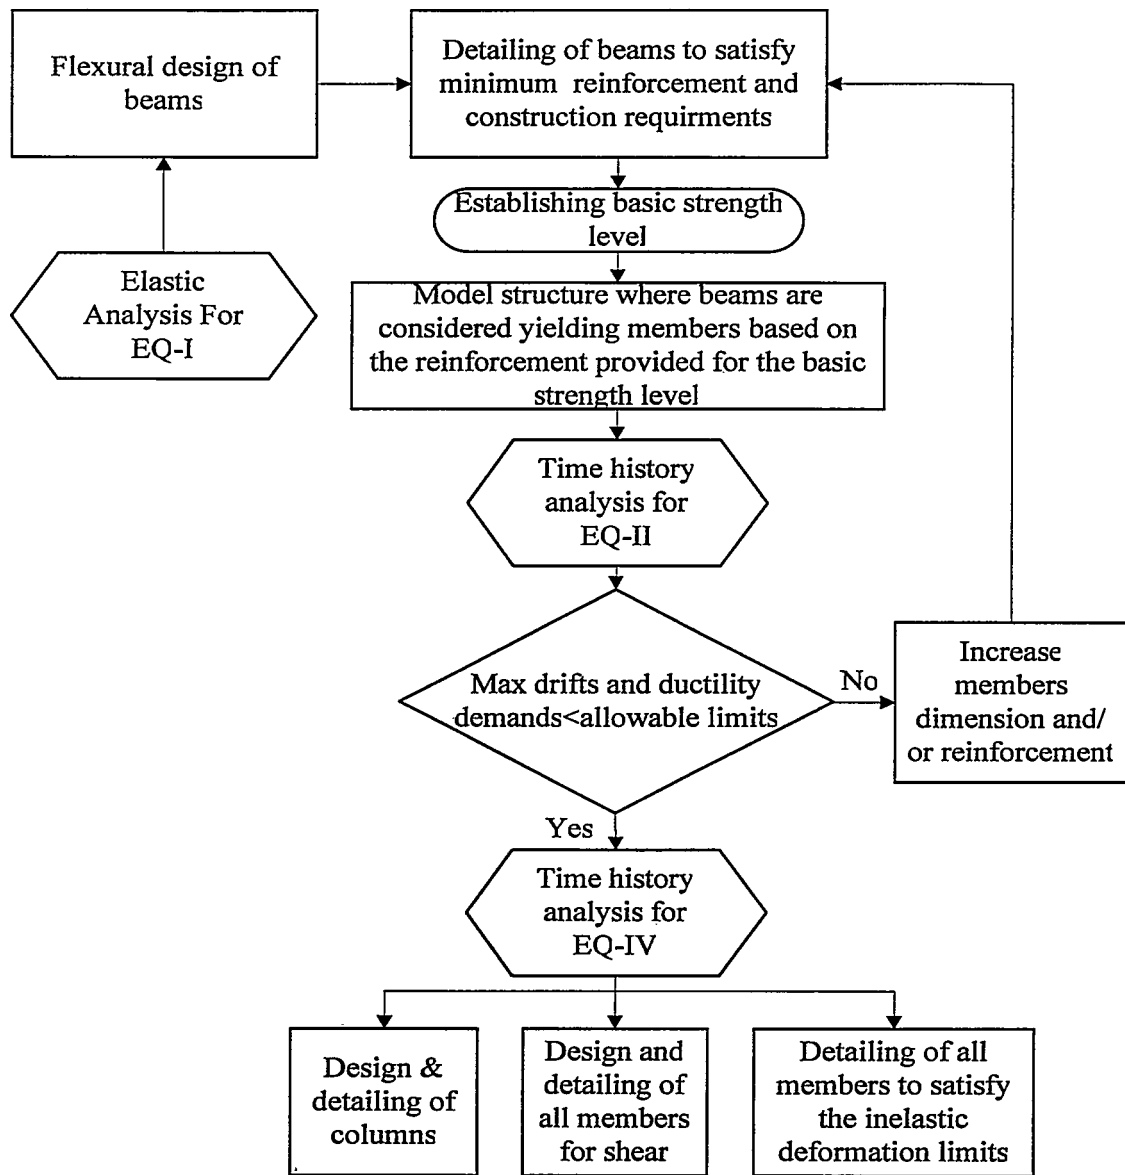 Flexural design of
beams
Detailing of beams to satisfy
minimum reinforcement and
construction requirments
Establishing basic strength
level
Elastic
Analysis For
EQ-I
Model structure where beams are
considered yielding members based on
the reinforcement provided for the basic
strength level
Time history
analysis for
EQ-II
Max drifts and ductility
demands<allowable limits
No
Increase
members
dimension and/
or reinforcement
Yes
Time history
analysis for
EQ-IV
Design &
detailing of
columns
Design and
detailing of
all members
for shear
Detailing of all
members to satisfy
the inelastic
deformation limits